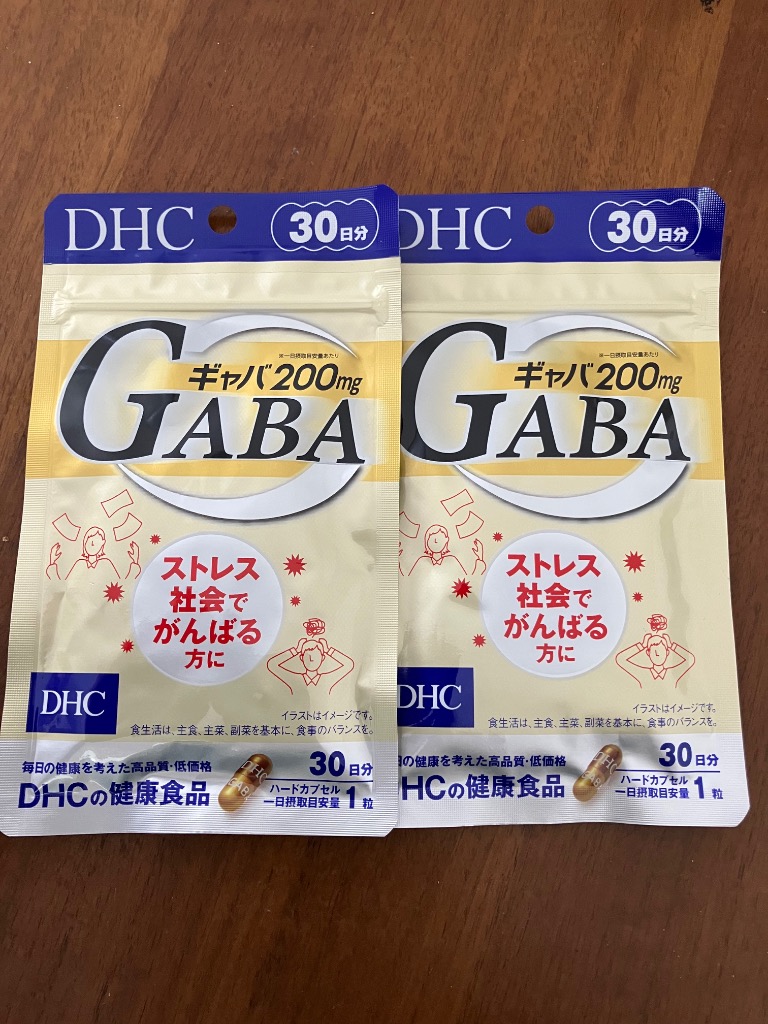 DHC
30日分
※一日摂取目安量あたり
ギャバ200mg
GABA
ストレス
社会で
がんばる
方に
DHC
イラストはイメージです。
食生活は、主食、主菜、副菜を基本に、食事のバランスを。
毎日の健康を考えた高品質・低価格
DHCの健康食品
DHC
GABA
30日分
ハードカプセル
一日摂取目安量 1粒
DHC
30日分
※一日摂取目安量あたり
ギャバ200mg
GABA
ストレス
社会で
がんばる
方に
DHC
イラストはイメージです。
食生活は、主食、主菜、副菜を基本に、食事のバランスを。
の健康を考えた高品質・低価格
HCの健康食品
DHC
GABA
30日分
ハードカプセル
一日摂取目安量 1粒